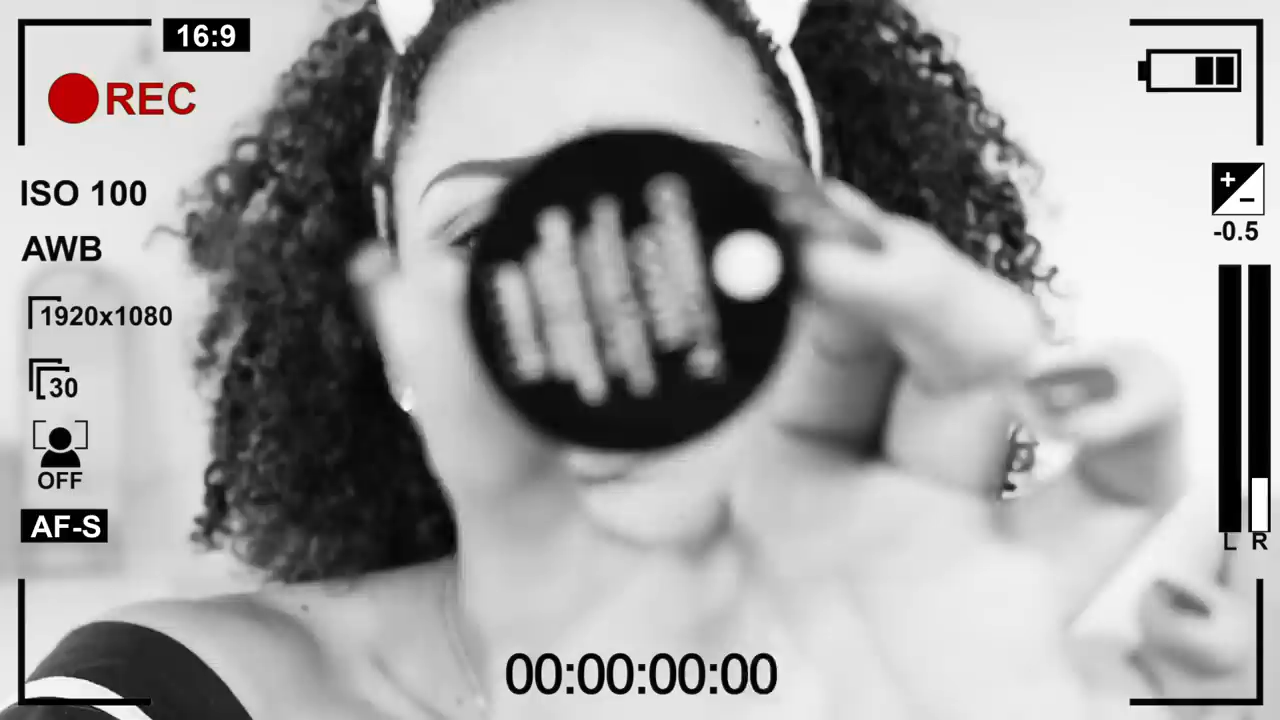 16:9
REC
ISO 100
AWB
1920x1080
30
OFF
AF-S
+
-
-0.5
L R
00:00:00:00